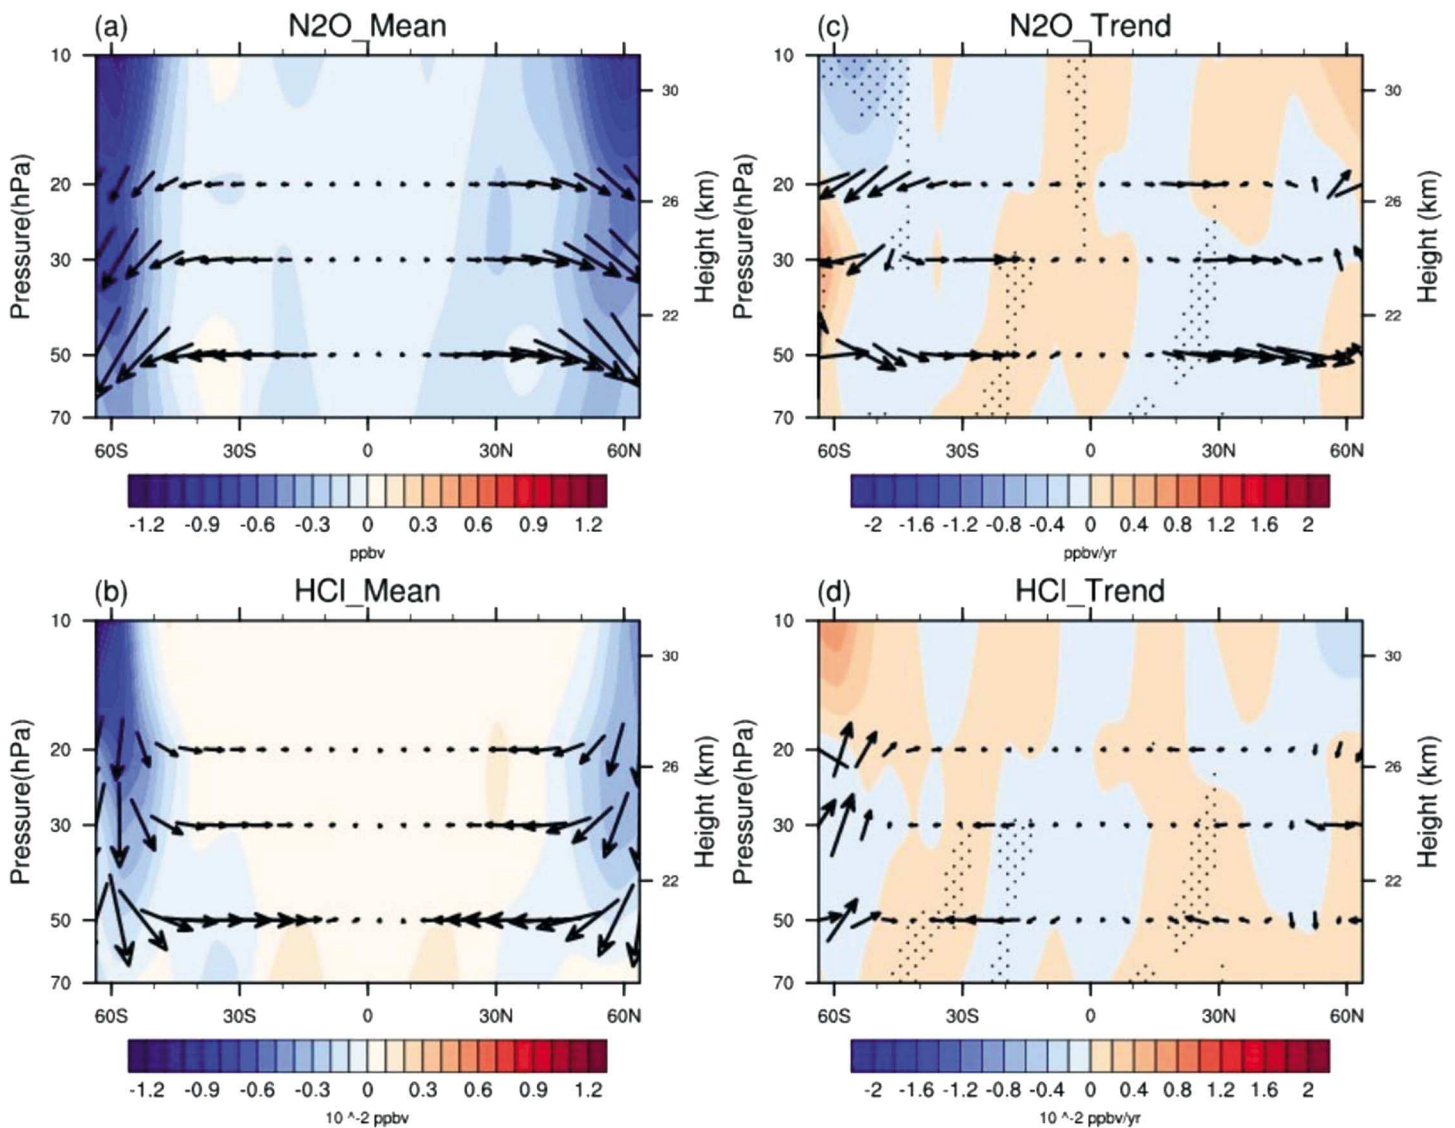 (a) N2O_Mean
10
20
30
50
70
Pressure(hPa)
30
26
22
Height (km)
60S 30S 0 30N 60N
-1.2 -0.9 -0.6 -0.3 0 0.3 0.6 0.9 1.2
ppbv
(c) N2O_Trend
10
20
30
50
70
Pressure(hPa)
30
26
22
Height (km)
60S 30S 0 30N 60N
-2 -1.6 -1.2 -0.8 -0.4 0 0.4 0.8 1.2 1.6 2
ppbv/yr
(b) HCl_Mean
10
20
30
50
70
Pressure(hPa)
30
26
22
Height (km)
60S 30S 0 30N 60N
-1.2 -0.9 -0.6 -0.3 0 0.3 0.6 0.9 1.2
10 ^-2 ppbv
(d) HCl_Trend
10
20
30
50
70
Pressure(hPa)
30
26
22
Height (km)
60S 30S 0 30N 60N
-2 -1.6 -1.2 -0.8 -0.4 0 0.4 0.8 1.2 1.6 2
10 ^-2 ppbv/yr